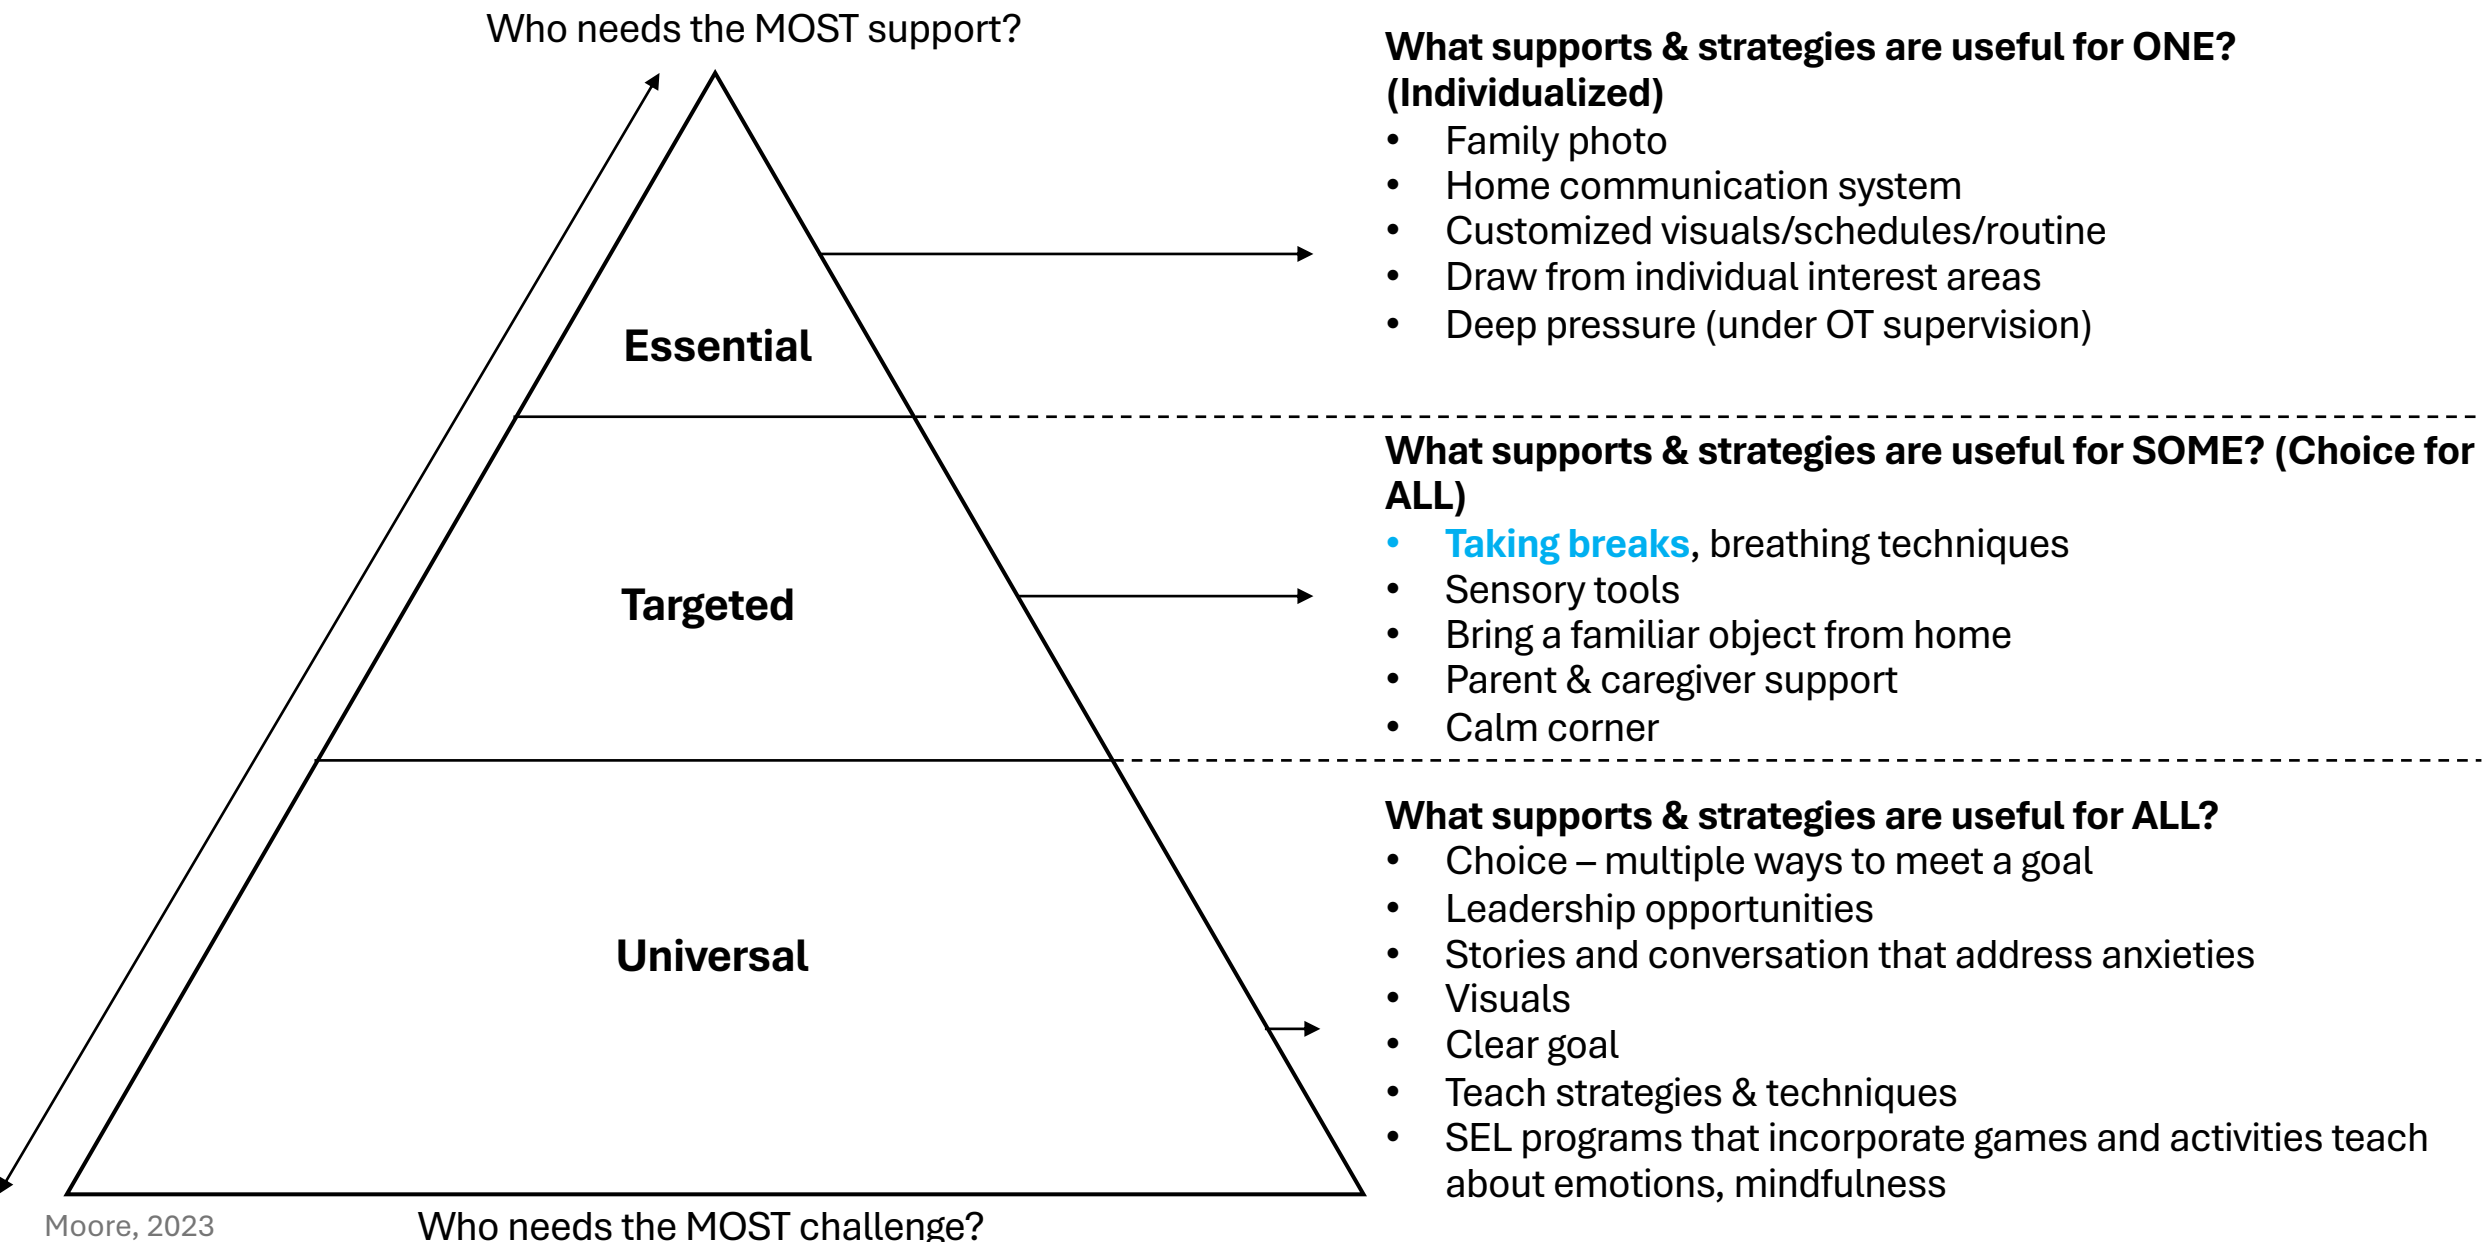 Who needs the MOST support?
What supports & strategies are useful for ONE?
(Individualized)
• Family photo
• Home communication system
• Customized visuals/schedules/routine
• Draw from individual interest areas
• Deep pressure (under OT supervision)
Essential
What supports & strategies are useful for SOME? (Choice for
ALL)
• Taking breaks, breathing techniques
• Sensory tools
• Bring a familiar object from home
• Parent & caregiver support
• Calm corner
Targeted
What supports & strategies are useful for ALL?
• Choice – multiple ways to meet a goal
• Leadership opportunities
• Stories and conversation that address anxieties
• Visuals
• Clear goal
• Teach strategies & techniques
• SEL programs that incorporate games and activities teach
about emotions, mindfulness
Universal
Moore, 2023
Who needs the MOST challenge?